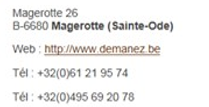 Magerotte 26
B-6680 Magerotte (Sainte-Ode)
Web : http://www.demanez.be
Tél : +32(0)61 21 95 74
Tél : +32(0)495 69 20 78